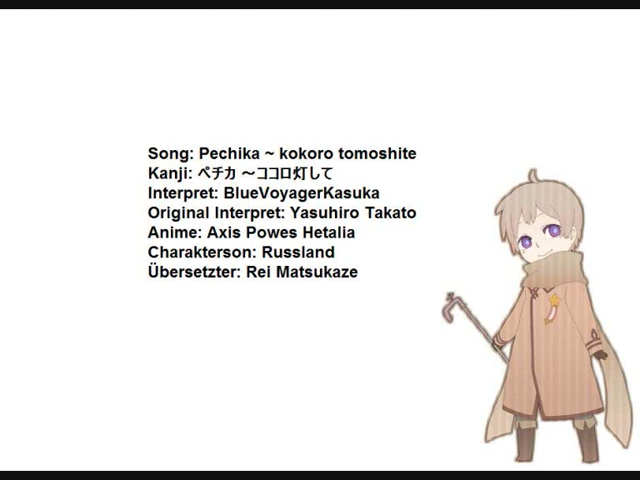 Song: Pechika ~ kokoro tomoshite
Kanji: ペチカ ～ココロ灯して
Interpret: BlueVoyagerKasuka
Original Interpret: Yasuhiro Takato
Anime: Axis Powes Hetalia
Charakterson: Russland
Übersetzter: Rei Matsukaze